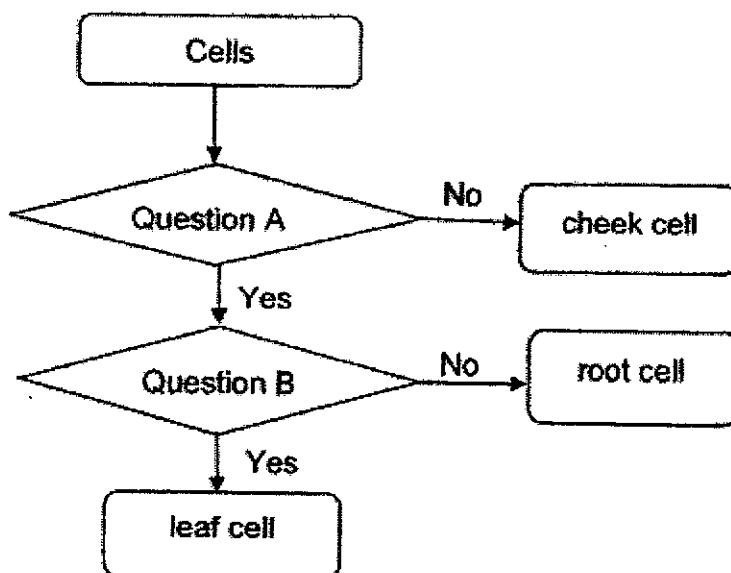 Cells
Question A
No
cheek cell
Yes
Question B
No
root cell
Yes
leaf cell